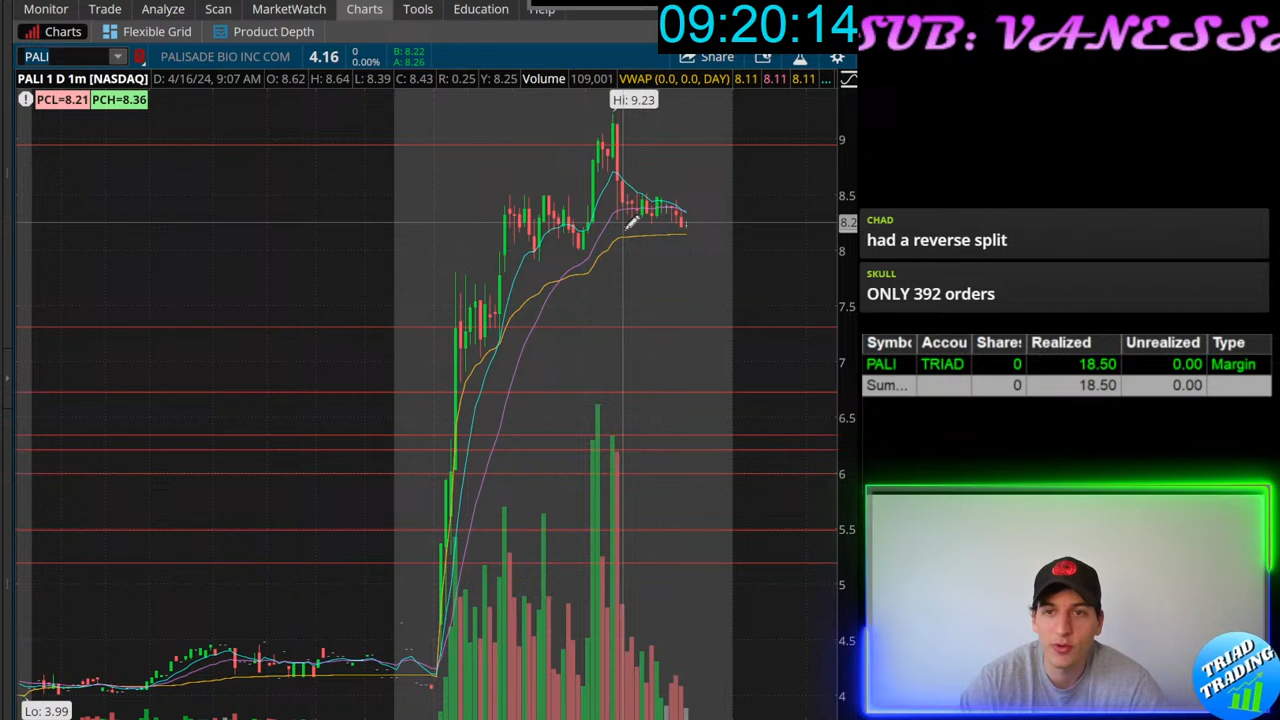 Monitor Trade Analyze Scan MarketWatch Charts Tools Education Help
09:20:14
SUB: VANESSA
Charts Flexible Grid Product Depth
PALI PALISADE BIO INC COM 4.16 0 0.00% B: 8.22 A: 8.26 Share
PALI 1 D 1m [NASDAQ] D: 4/16/24, 9:07 AM O: 8.62 H: 8.64 L: 8.39 C: 8.43 R: 0.25 Y: 8.25 Volume 109,001 VWAP (0.0, 0.0, DAY) 8.11 8.11 8.11 ...
PCL=8.21 PCH=8.36
Hi: 9.23
9
8.5
8.2
8
7.5
7
6.5
6
5.5
5
4.5
4
Lo: 3.99
CHAD
had a reverse split
SKULL
ONLY 392 orders
Symbo Accou Shares Realized Unrealized Type
PALI TRIAD 0 18.50 0.00 Margin
Sum... 0 18.50 0.00
TRIAD
TRADING